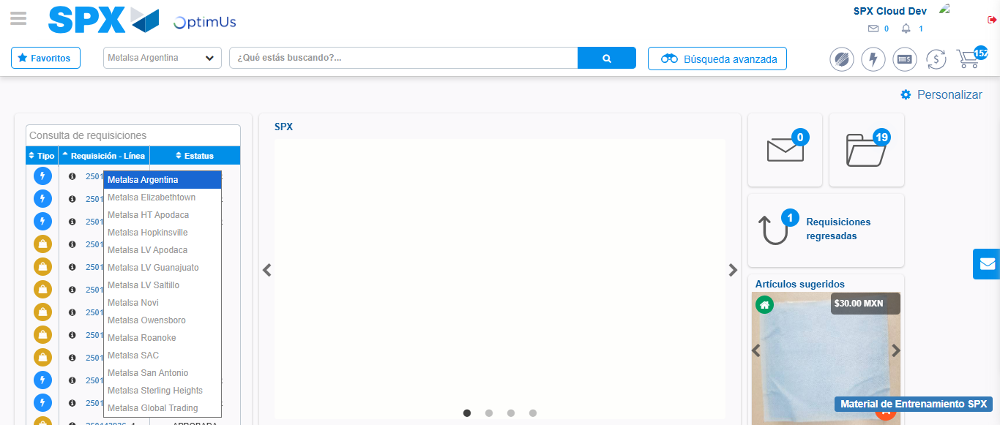 SPX
OptimUs
SPX Cloud Dev
0
1
Favoritos
Metalsa Argentina
¿Qué estás buscando?...
Búsqueda avanzada
152
Personalizar
Consulta de requisiciones
Tipo
Requisición - Línea
Estatus
2501
2501
2501
2501
2501
2501
2501
2501
2501
2501
2501
APROBADA
Metalsa Argentina
Metalsa Elizabethtown
Metalsa HT Apodaca
Metalsa Hopkinsville
Metalsa LV Apodaca
Metalsa LV Guanajuato
Metalsa LV Saltillo
Metalsa Novi
Metalsa Owensboro
Metalsa Roanoke
Metalsa SAC
Metalsa San Antonio
Metalsa Sterling Heights
Metalsa Global Trading
SPX
0
19
1
Requisiciones
regresadas
Artículos sugeridos
$30.00 MXN
Material de Entrenamiento SPX